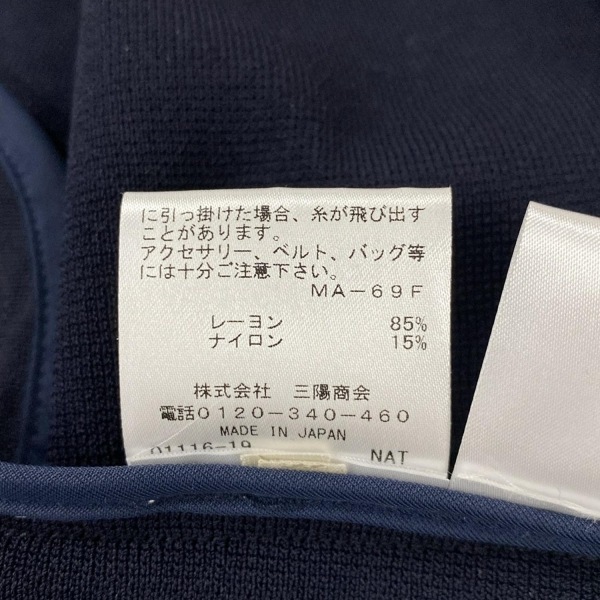 に引っ掛けた場合、糸が飛び出す
ことがあります。
アクセサリー、ベルト、バッグ等
には十分ご注意下さい。
MA-69F
レーヨン 85%
ナイロン 15%
株式会社 三陽商会
電話0120-340-460
MADE IN JAPAN
01116-19 NAT